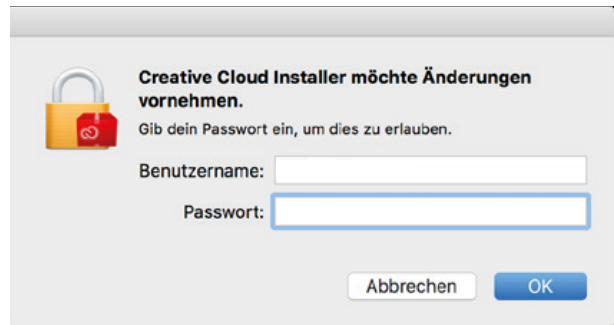 Creative Cloud Installer möchte Änderungen
vornehmen.
Gib dein Passwort ein, um dies zu erlauben.
Benutzername:
Passwort:
Abbrechen
OK